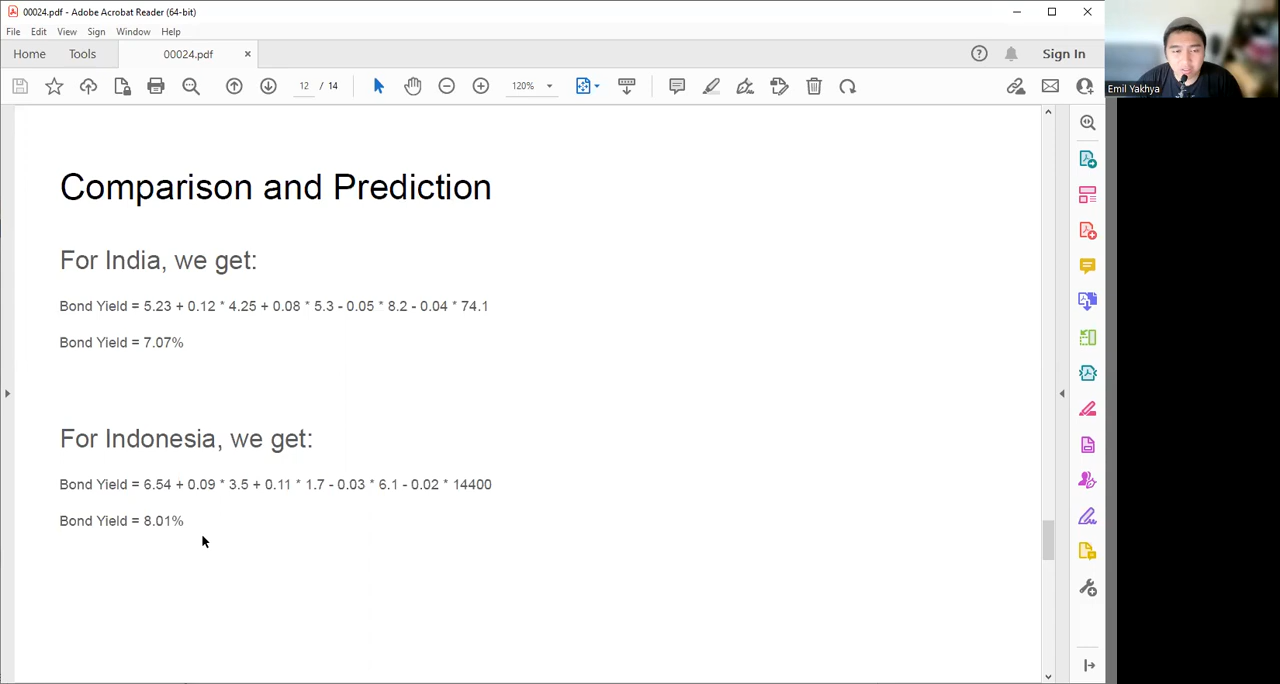 00024.pdf - Adobe Acrobat Reader (64-bit)
File Edit View Sign Window Help
Home Tools 00024.pdf × Sign In
12 / 14 120%
Emil Yakhya
Comparison and Prediction
For India, we get:
Bond Yield = 5.23 + 0.12 * 4.25 + 0.08 * 5.3 - 0.05 * 8.2 - 0.04 * 74.1
Bond Yield = 7.07%
For Indonesia, we get:
Bond Yield = 6.54 + 0.09 * 3.5 + 0.11 * 1.7 - 0.03 * 6.1 - 0.02 * 14400
Bond Yield = 8.01%